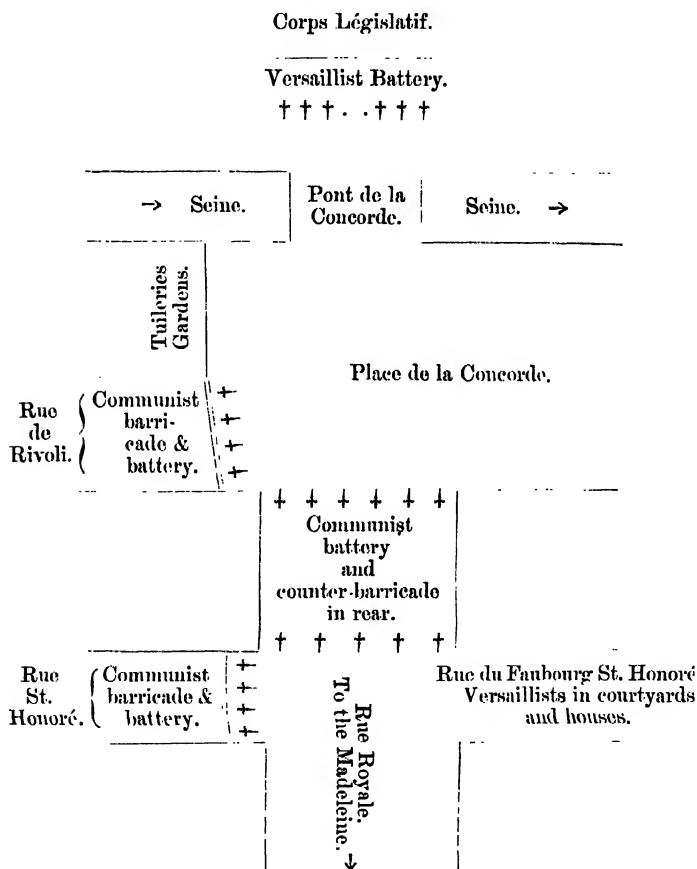 Corps Législatif.
Versaillist Battery.
→ Seine.
Pont de la
Concorde.
Seine. →
Tuileries
Gardens.
Place de la Concorde.
Rue
de
Rivoli.
Communist
barri-
cade &
battery.
Communist
battery
and
counter-barricade
in rear.
Rue
St.
Honoré.
Communist
barricade &
battery.
Rue Royale.
To the Madeleine.
Rue du Faubourg St. Honoré
Versaillists in courtyards
and houses.